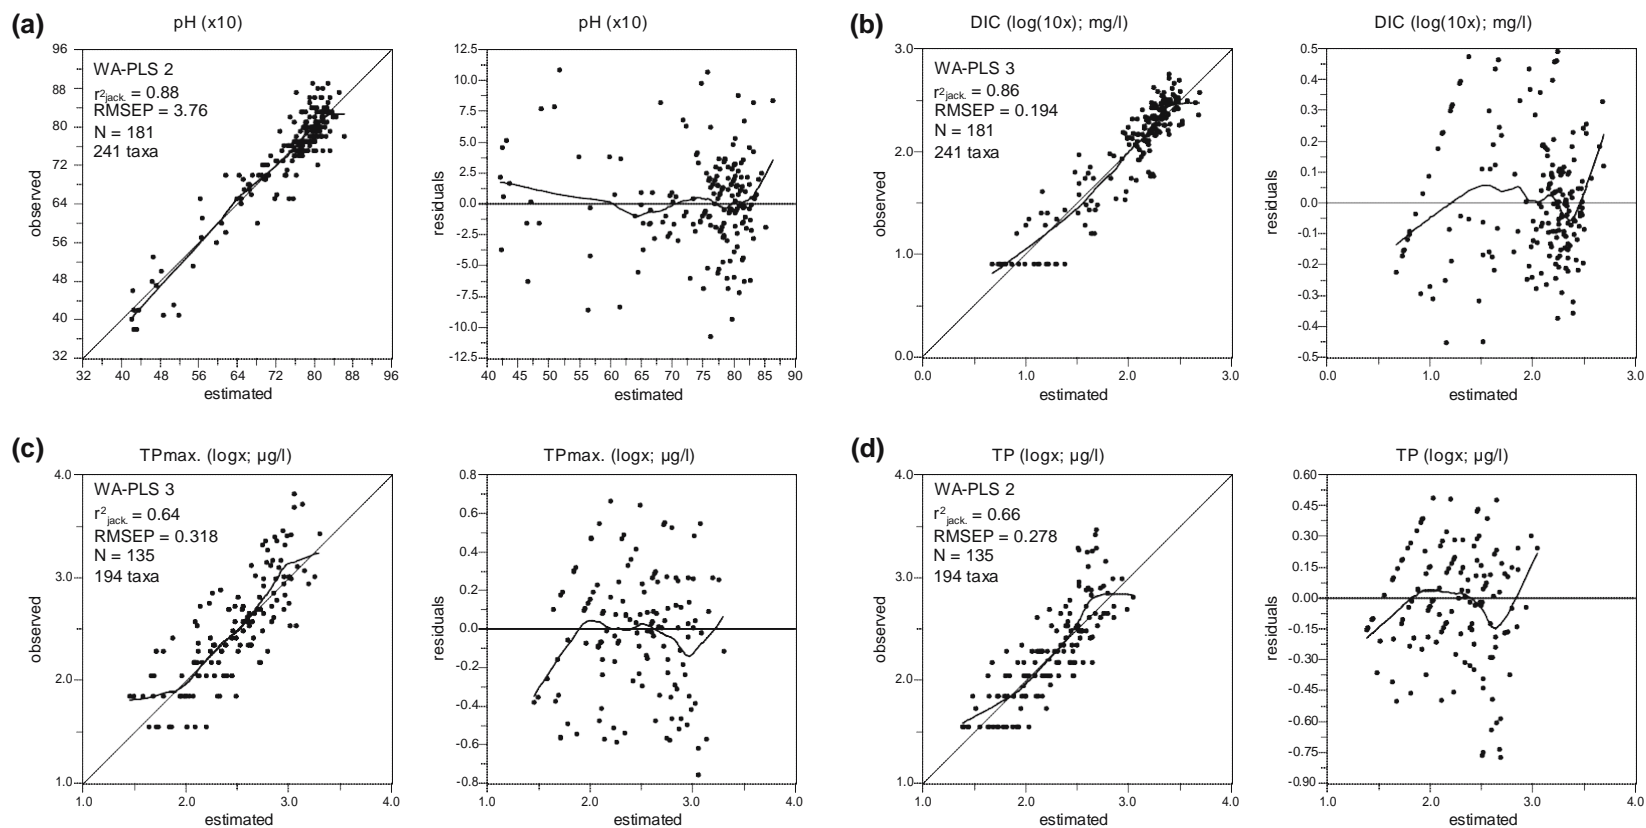 (a)
pH (x10)
WA-PLS 2
r²jack. = 0.88
RMSEP = 3.76
N = 181
241 taxa
observed
96
88
80
72
64
56
48
40
32
32 40 48 56 64 72 80 88 96
estimated
pH (x10)
residuals
12.5
10.0
7.5
5.0
2.5
0.0
-2.5
-5.0
-7.5
-10.0
-12.5
40 45 50 55 60 65 70 75 80 85 90
estimated
(b)
DIC (log(10x); mg/l)
WA-PLS 3
r²jack. = 0.86
RMSEP = 0.194
N = 181
241 taxa
observed
3.0
2.0
1.0
0.0
0.0 1.0 2.0 3.0
estimated
DIC (log(10x); mg/l)
residuals
0.5
0.4
0.3
0.2
0.1
0.0
-0.1
-0.2
-0.3
-0.4
-0.5
0.0 1.0 2.0 3.0
estimated
(c)
TPmax. (logx; µg/l)
WA-PLS 3
r²jack. = 0.64
RMSEP = 0.318
N = 135
194 taxa
observed
4.0
3.0
2.0
1.0
1.0 2.0 3.0 4.0
estimated
TPmax. (logx; µg/l)
residuals
0.8
0.6
0.4
0.2
0.0
-0.2
-0.4
-0.6
-0.8
1.0 2.0 3.0 4.0
estimated
(d)
TP (logx; µg/l)
WA-PLS 2
r²jack. = 0.66
RMSEP = 0.278
N = 135
194 taxa
observed
4.0
3.0
2.0
1.0
1.0 2.0 3.0 4.0
estimated
TP (logx; µg/l)
residuals
0.60
0.45
0.30
0.15
0.00
-0.15
-0.30
-0.45
-0.60
-0.75
-0.90
1.0 2.0 3.0 4.0
estimated